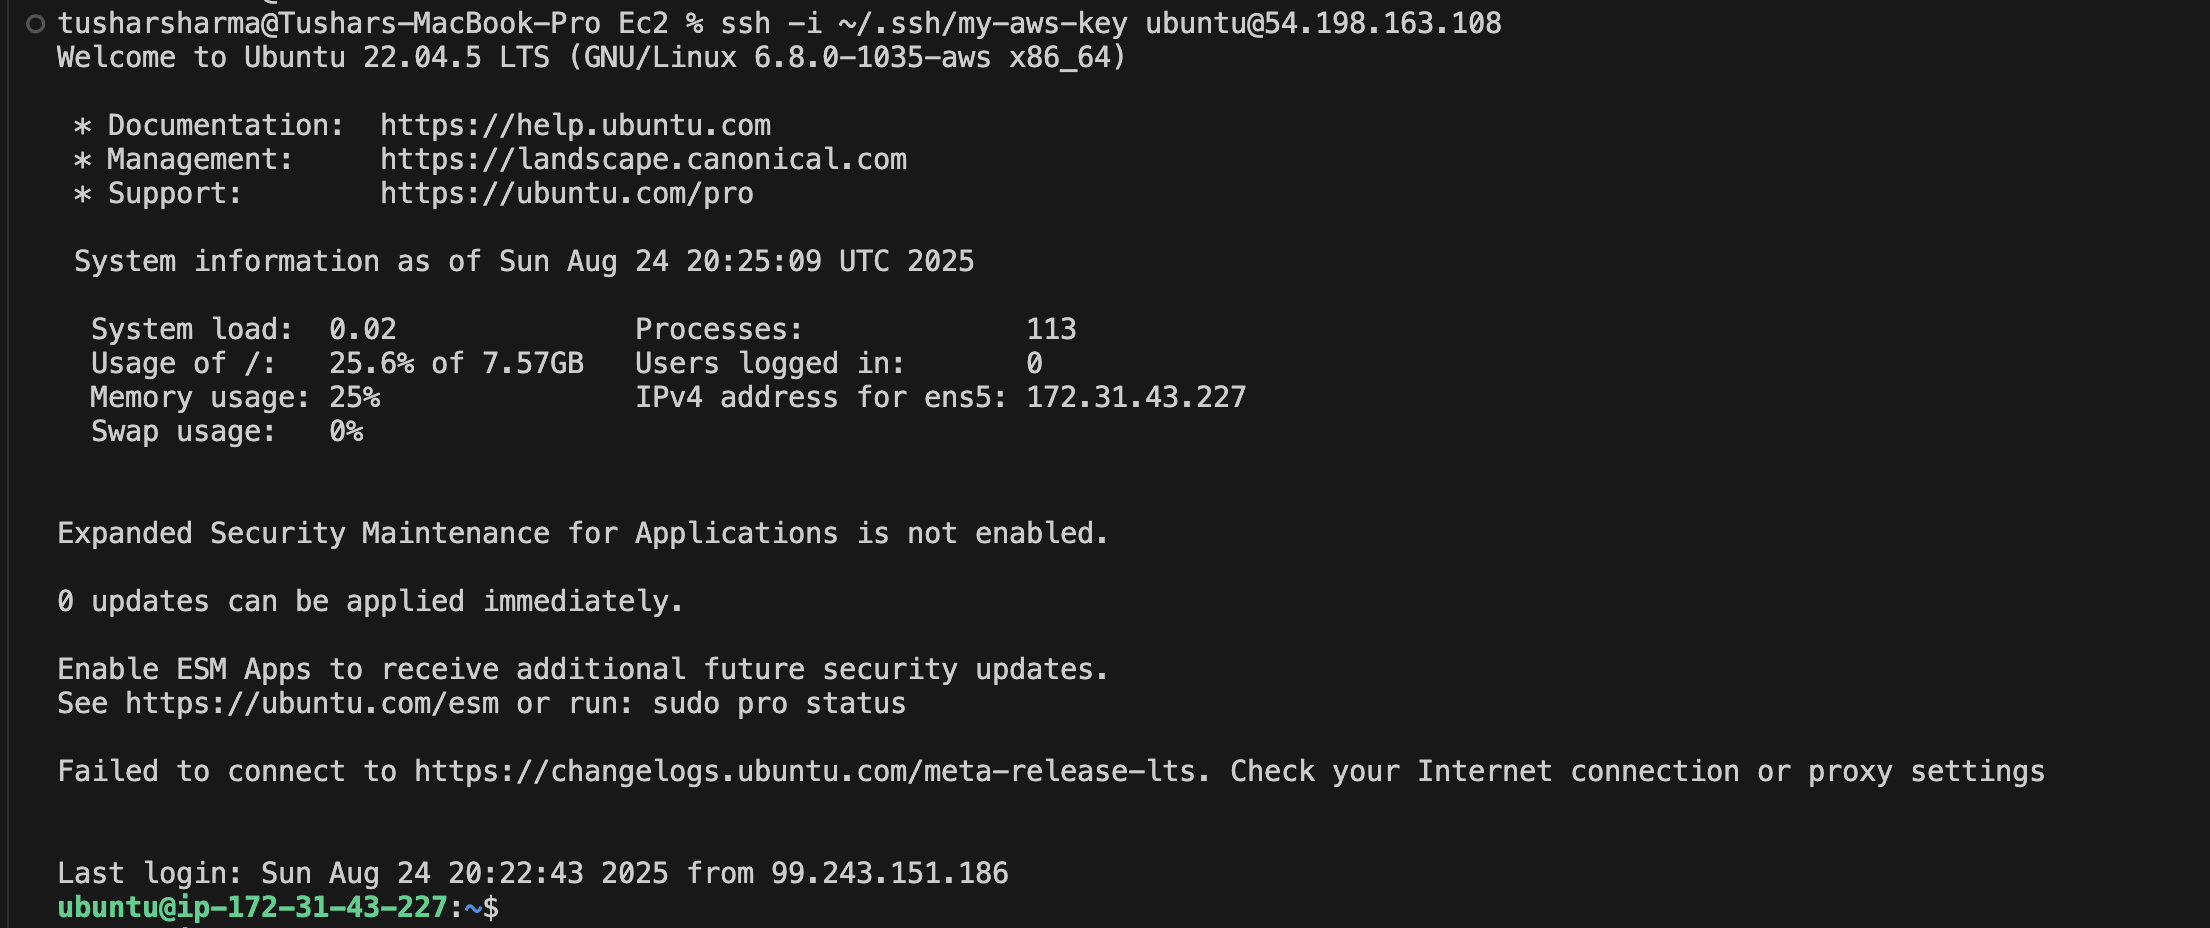 tusharsharma@Tushars-MacBook-Pro Ec2 % ssh -i ~/.ssh/my-aws-key ubuntu@54.198.163.108
Welcome to Ubuntu 22.04.5 LTS (GNU/Linux 6.8.0-1035-aws x86_64)
* Documentation:  https://help.ubuntu.com
* Management:     https://landscape.canonical.com
* Support:        https://ubuntu.com/pro
System information as of Sun Aug 24 20:25:09 UTC 2025
System load:  0.02              Processes:             113
Usage of /:   25.6% of 7.57GB   Users logged in:       0
Memory usage: 25%               IPv4 address for ens5: 172.31.43.227
Swap usage:   0%
Expanded Security Maintenance for Applications is not enabled.
0 updates can be applied immediately.
Enable ESM Apps to receive additional future security updates.
See https://ubuntu.com/esm or run: sudo pro status
Failed to connect to https://changelogs.ubuntu.com/meta-release-lts. Check your Internet connection or proxy settings
Last login: Sun Aug 24 20:22:43 2025 from 99.243.151.186
ubuntu@ip-172-31-43-227:~$